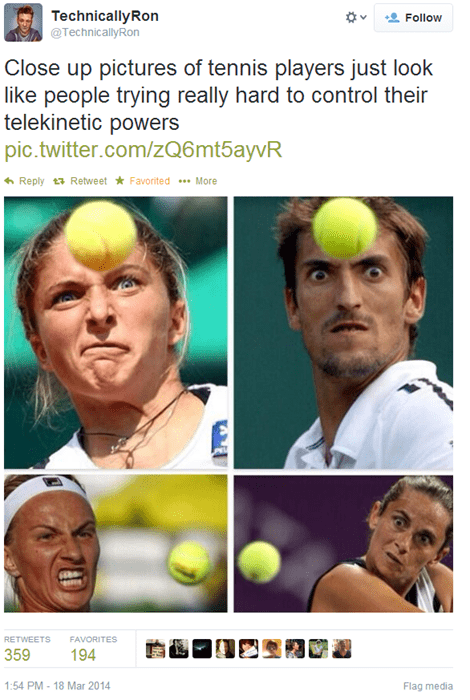 TechnicallyRon
@TechnicallyRon
Follow
Close up pictures of tennis players just look
like people trying really hard to control their
telekinetic powers
pic.twitter.com/zQ6mt5ayvR
Reply Retweet Favorited More
RETWEETS FAVORITES
359 194
1:54 PM - 18 Mar 2014 Flag media